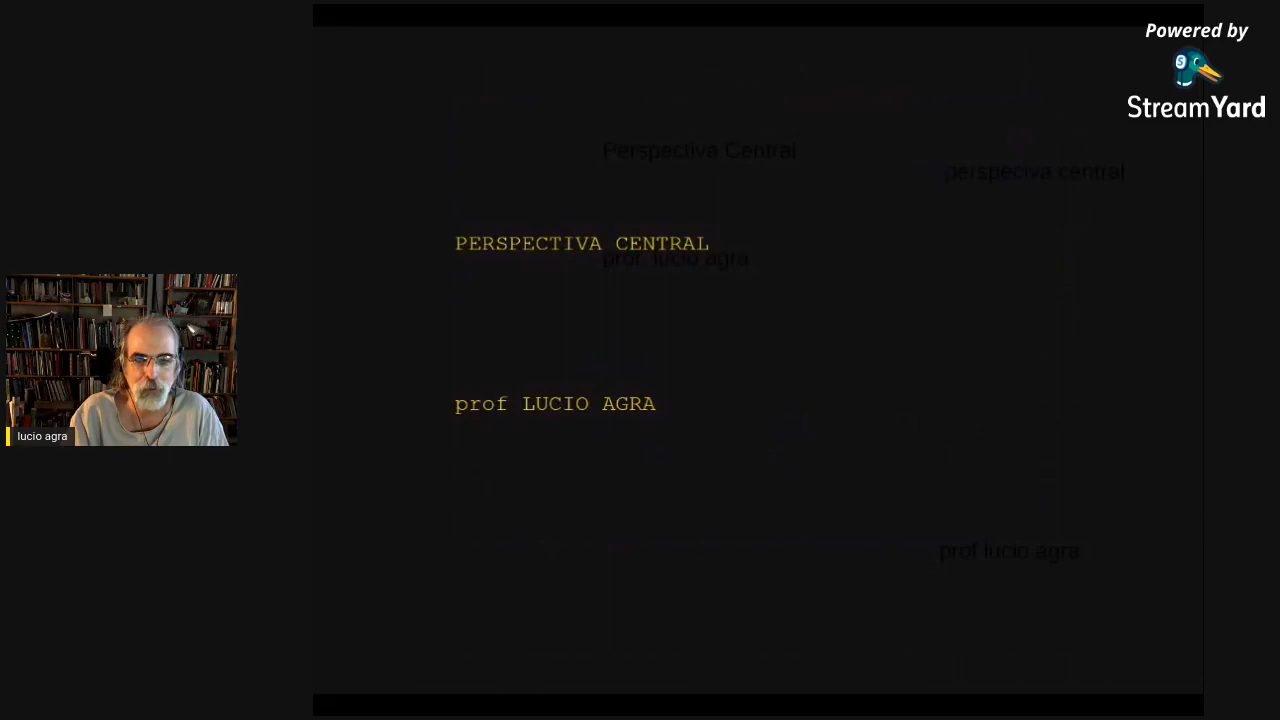 Powered by
StreamYard
Perspectiva Central
perspeciva central
PERSPECTIVA CENTRAL
prof lucio agra
prof LUCIO AGRA
lucio agra
prof lucio agra